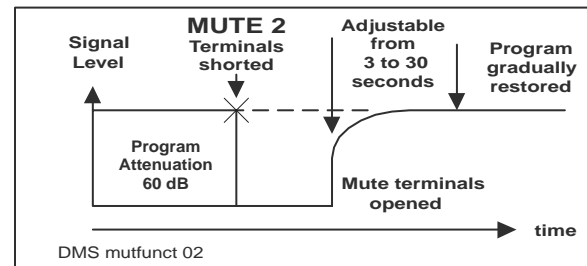 Signal
Level
MUTE 2
Terminals
shorted
Adjustable
from
3 to 30
seconds
Program
gradually
restored
Program
Attenuation
60 dB
Mute terminals
opened
time
DMS mutfunct 02